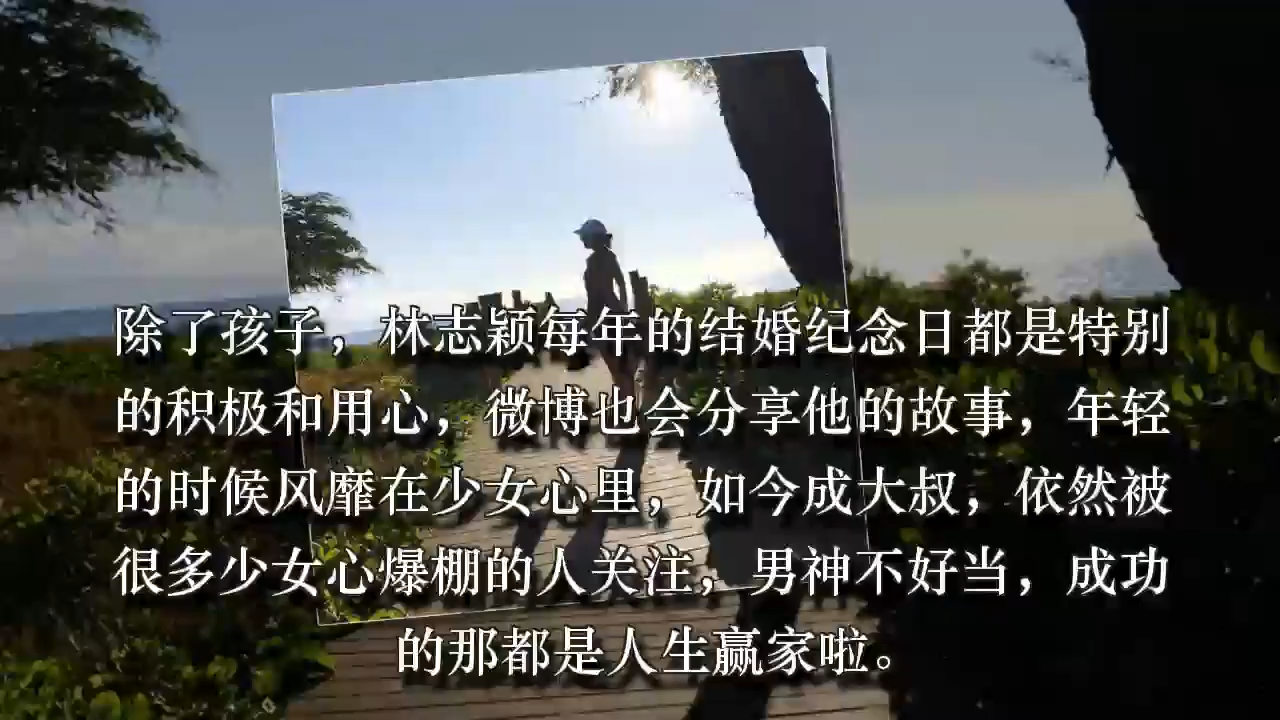 除了孩子，林志颖每年的结婚纪念日都是特别
的积极和用心，微博也会分享他的故事，年轻
的时候风靡在少女心里，如今成大叔，依然被
很多少女心爆棚的人关注，男神不好当，成功
的那都是人生赢家啦。